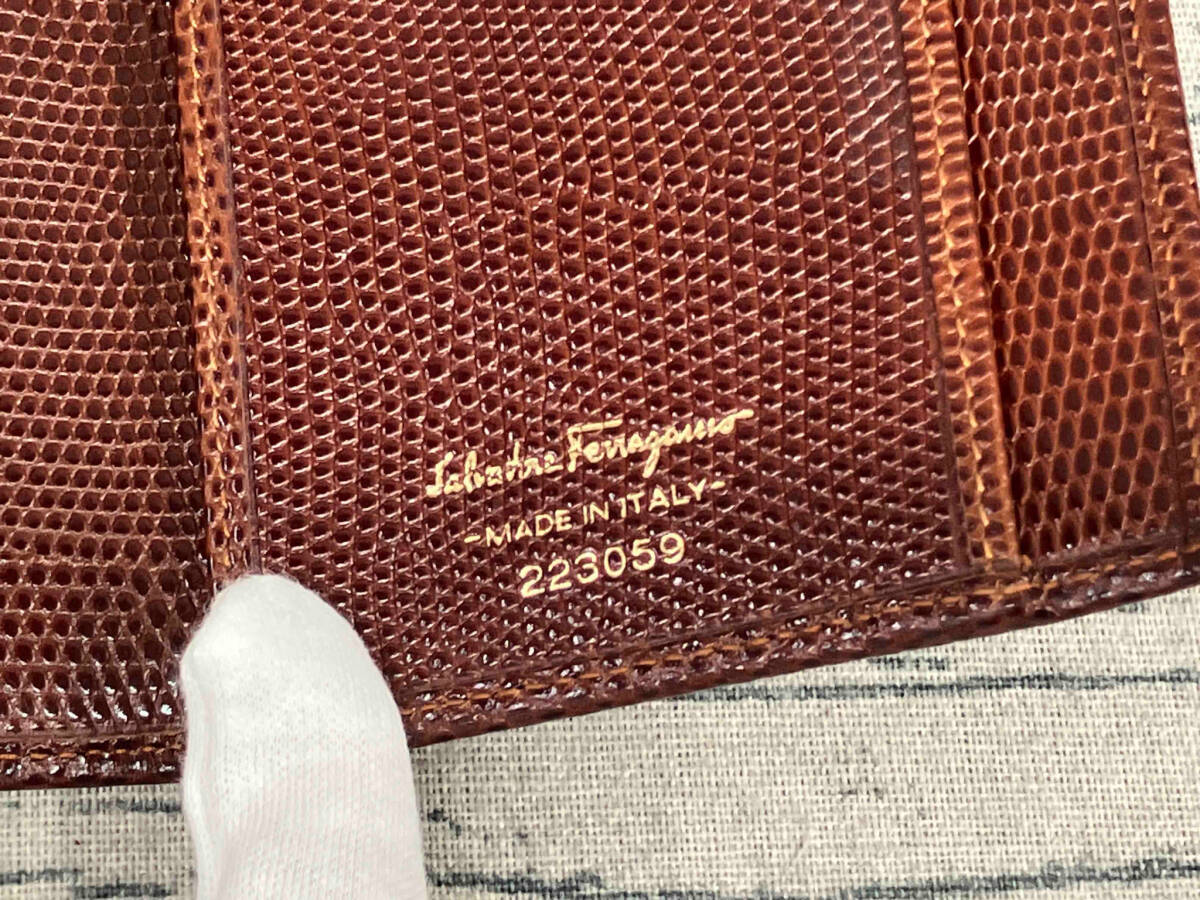 Salvatore Ferragamo
-MADE IN ITALY-
223059